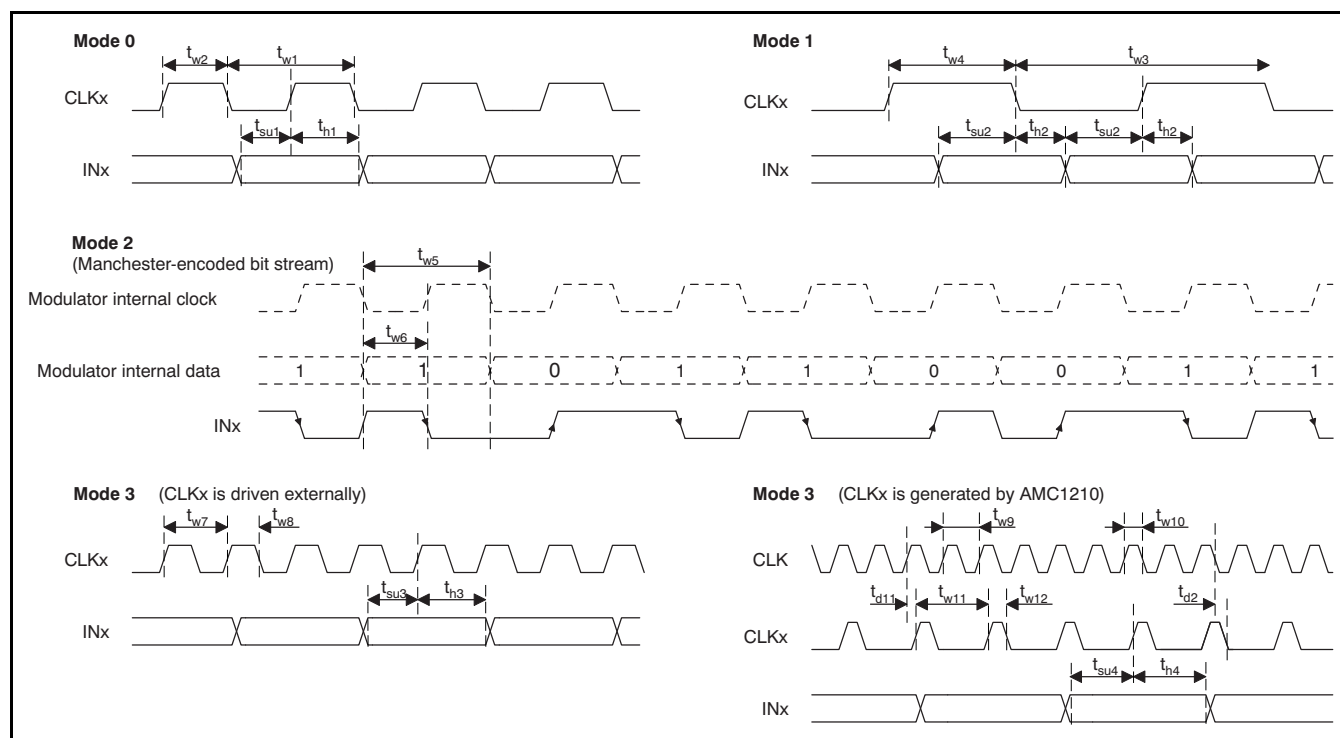 Mode 0
tw2 tw1
CLKx
tsu1 th1
INx
Mode 1
tw4 tw3
CLKx
tsu2 th2 tsu2 th2
INx
Mode 2
(Manchester-encoded bit stream)
tw5
Modulator internal clock
tw6
Modulator internal data
1 1 0 1 1 0 0 1 1
INx
Mode 3 (CLKx is driven externally)
tw7 tw8
CLKx
tsu3 th3
INx
Mode 3 (CLKx is generated by AMC1210)
tw9 tw10
CLK
td11 tw11 tw12 td2
CLKx
tsu4 th4
INx